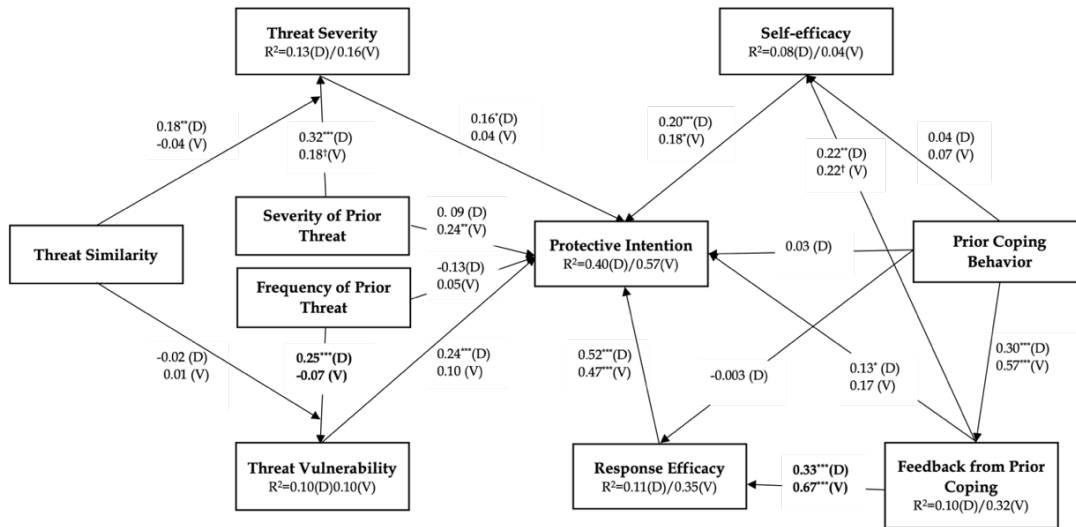 Threat Severity
R²=0.13(D)/0.16(V)
Self-efficacy
R²=0.08(D)/0.04(V)
0.18**(D)
-0.04 (V)
0.32***(D)
0.18†(V)
0.16*(D)
0.04 (V)
0.20***(D)
0.18*(V)
0.22**(D)
0.22† (V)
0.04 (D)
0.07 (V)
Threat Similarity
Severity of Prior
Threat
0. 09 (D)
0.24**(V)
Frequency of Prior
Threat
-0.13(D)
0.05(V)
Protective Intention
R²=0.40(D)/0.57(V)
0.03 (D)
Prior Coping
Behavior
-0.02 (D)
0.01 (V)
0.25***(D)
-0.07 (V)
0.24***(D)
0.10 (V)
0.52***(D)
0.47***(V)
-0.003 (D)
0.13* (D)
0.17 (V)
0.30***(D)
0.57***(V)
Threat Vulnerability
R²=0.10(D)0.10(V)
Response Efficacy
R²=0.11(D)/0.35(V)
0.33***(D)
0.67***(V)
Feedback from Prior
Coping
R²=0.10(D)/0.32(V)